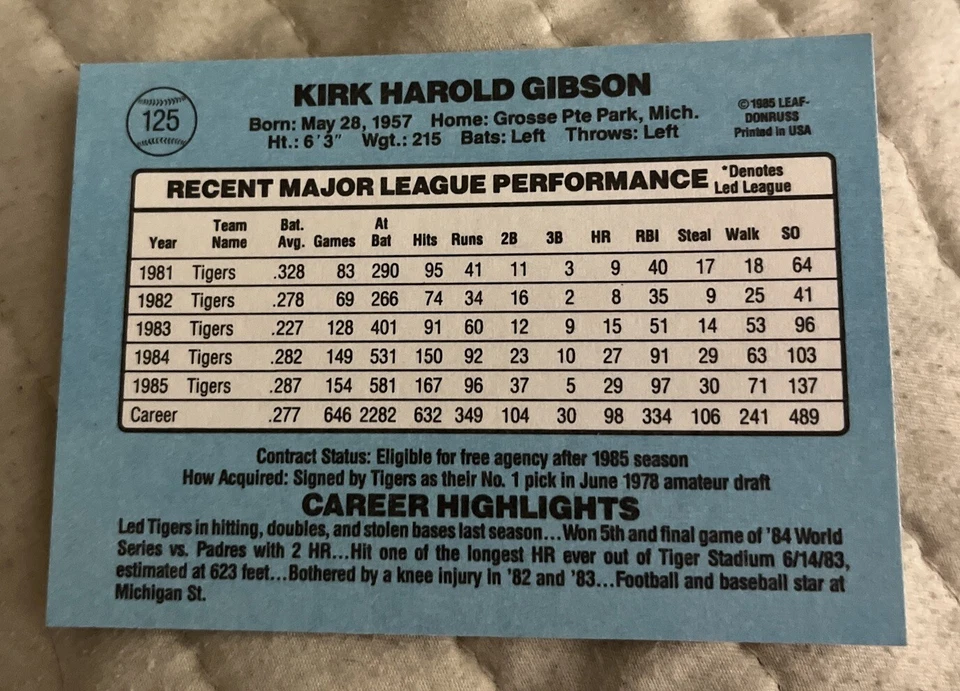 125
KIRK HAROLD GIBSON
Born: May 28, 1957 Home: Grosse Pte Park, Mich.
Ht.: 6'3" Wgt.: 215 Bats: Left Throws: Left
©1985 LEAF-
DONRUSS
Printed in USA
RECENT MAJOR LEAGUE PERFORMANCE
*Denotes
Led League
Year Team Name Bat. Avg. Games At Bat Hits Runs 2B 3B HR RBI Steal Walk SO
1981 Tigers .328 83 290 95 41 11 3 9 40 17 18 64
1982 Tigers .278 69 266 74 34 16 2 8 35 9 25 41
1983 Tigers .227 128 401 91 60 12 9 15 51 14 53 96
1984 Tigers .282 149 531 150 92 23 10 27 91 29 63 103
1985 Tigers .287 154 581 167 96 37 5 29 97 30 71 137
Career .277 646 2282 632 349 104 30 98 334 106 241 489
Contract Status: Eligible for free agency after 1985 season
How Acquired: Signed by Tigers as their No. 1 pick in June 1978 amateur draft
CAREER HIGHLIGHTS
Led Tigers in hitting, doubles, and stolen bases last season...Won 5th and final game of '84 World
Series vs. Padres with 2 HR...Hit one of the longest HR ever out of Tiger Stadium 6/14/83,
estimated at 623 feet...Bothered by a knee injury in '82 and '83...Football and baseball star at
Michigan St.